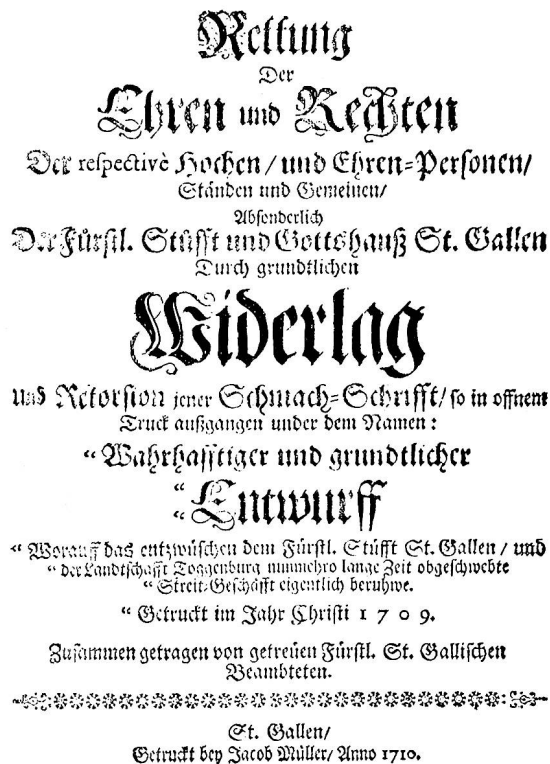 Rettung
Der
Ehren und Rechten
Der respectivè Hochen / und Ehren-Personen /
Ständen und Gemeinen /
Absonderlich
Der Fürstl. Stüfft und Gottshauß St. Gallen
Durch grundtlichen
Widerlag
und Retorsion jener Schmach-Schrifft / so in offnem
Truck außgangen under dem Namen :
“ Wahrhafftiger und grundtlicher
“ Entwurff
“ Worauff das entzwüschen dem Fürstl. Stüfft St. Gallen / und
“ der Landtschafft Toggenburg nunmehro lange Zeit obgeschwebte
“ Streit-Geschäfft eigentlich beruhwe.
“ Getruckt im Jahr Christi 1709.
Zusammen getragen von getreüen Fürstl. St. Gallischen
Beambteten.
St. Gallen /
Getruckt bey Jacob Müller / Anno 1710.